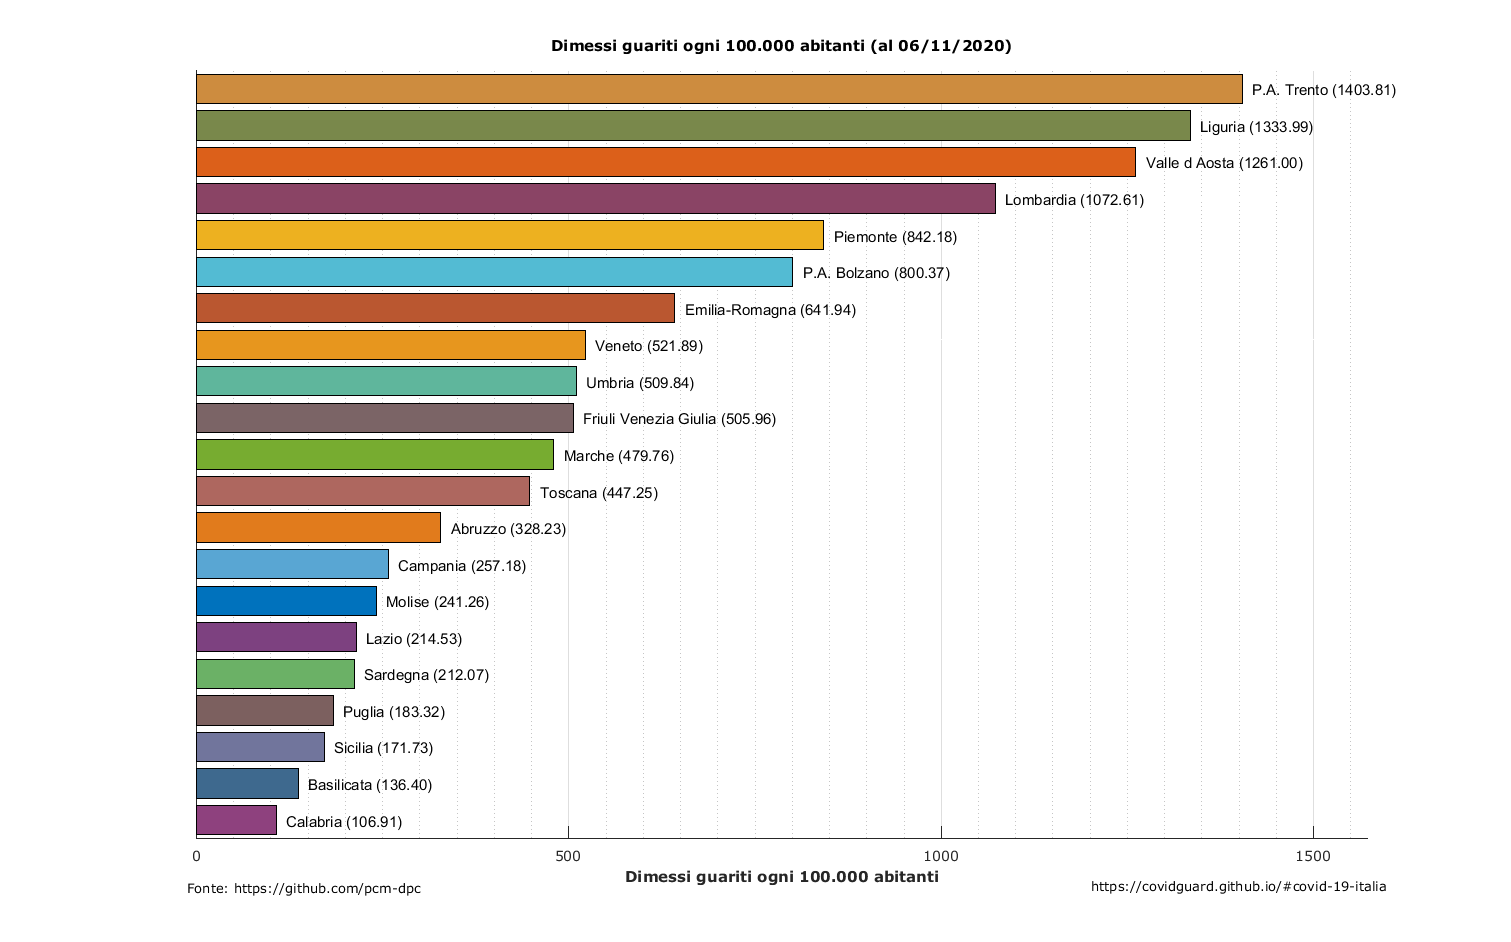 Dimessi guariti ogni 100.000 abitanti (al 06/11/2020)
P.A. Trento (1403.81)
Liguria (1333.99)
Valle d Aosta (1261.00)
Lombardia (1072.61)
Piemonte (842.18)
P.A. Bolzano (800.37)
Emilia-Romagna (641.94)
Veneto (521.89)
Umbria (509.84)
Friuli Venezia Giulia (505.96)
Marche (479.76)
Toscana (447.25)
Abruzzo (328.23)
Campania (257.18)
Molise (241.26)
Lazio (214.53)
Sardegna (212.07)
Puglia (183.32)
Sicilia (171.73)
Basilicata (136.40)
Calabria (106.91)
0 500 1000 1500
Dimessi guariti ogni 100.000 abitanti
Fonte: https://github.com/pcm-dpc
https://covidguard.github.io/#covid-19-italia